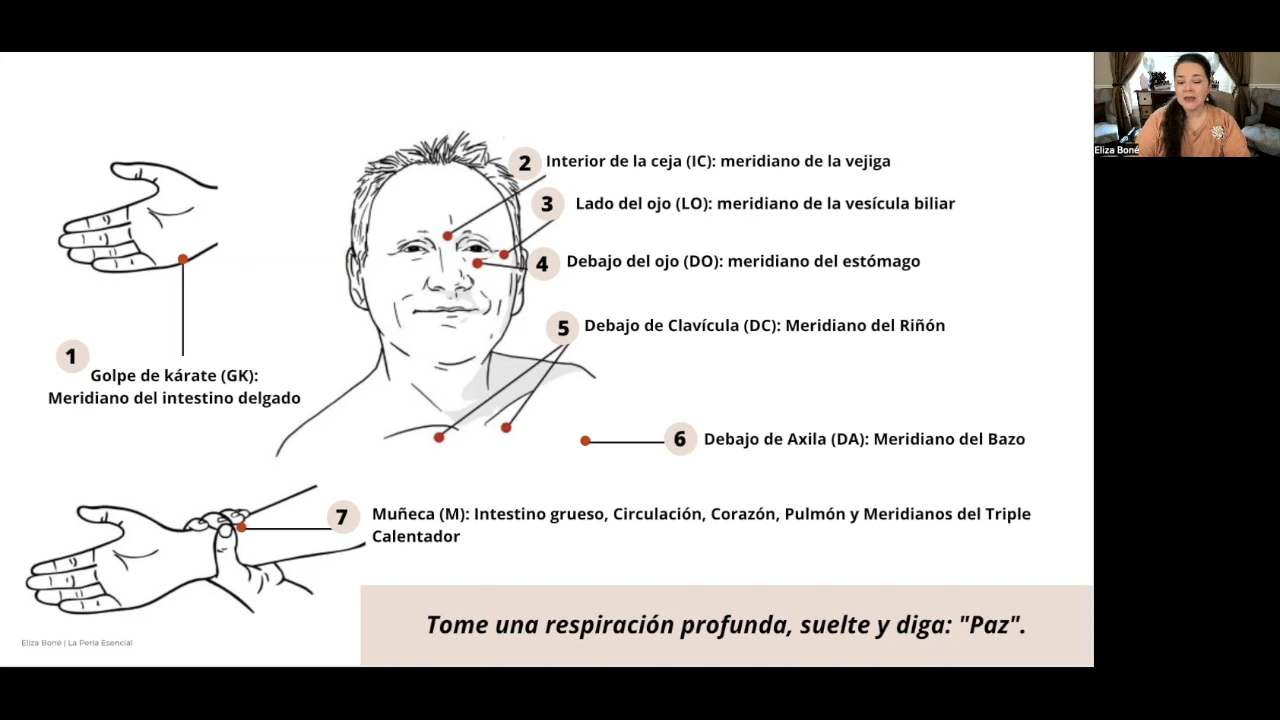 2 Interior de la ceja (IC): meridiano de la vejiga
3 Lado del ojo (LO): meridiano de la vesícula biliar
4 Debajo del ojo (DO): meridiano del estómago
5 Debajo de Clavícula (DC): Meridiano del Riñón
1
Golpe de kárate (GK):
Meridiano del intestino delgado
6 Debajo de Axila (DA): Meridiano del Bazo
7 Muñeca (M): Intestino grueso, Circulación, Corazón, Pulmón y Meridianos del Triple
Calentador
Tome una respiración profunda, suelte y diga: "Paz".
Eliza Boné | La Perla Esencial
Eliza Boné